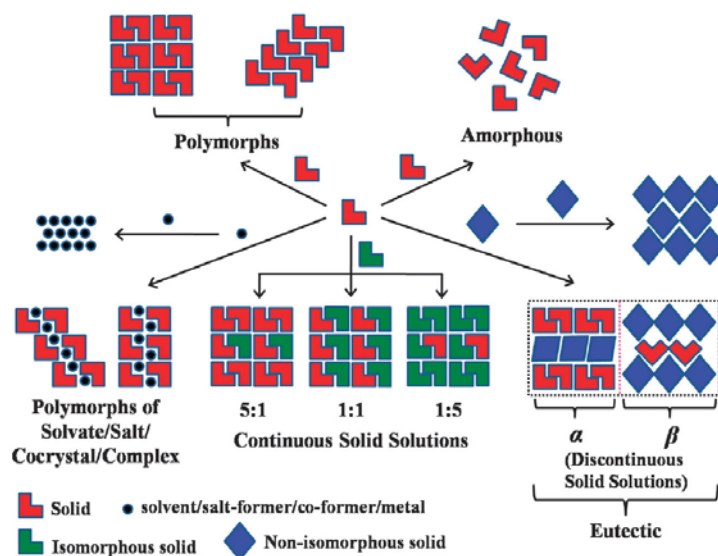 Polymorphs
Amorphous
Polymorphs of
Solvate/Salt/
Cocrystal/Complex
5:1
1:1
1:5
Continuous Solid Solutions
α
β
(Discontinuous
Solid Solutions)
Eutectic
Solid
solvent/salt-former/co-former/metal
Isomorphous solid
Non-isomorphous solid